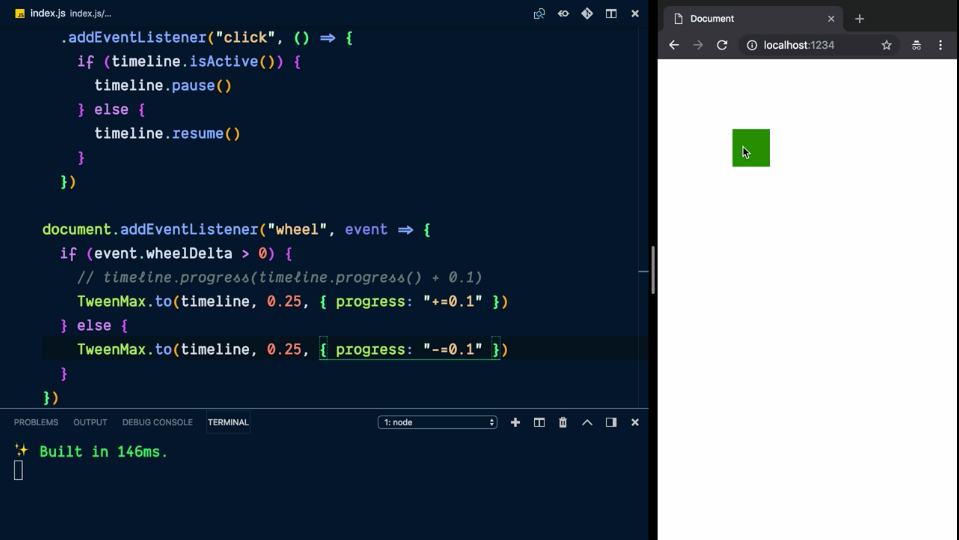 index.js index.js/...
.addEventListener("click", () ⇒ {
if (timeline.isActive()) {
timeline.pause()
} else {
timeline.resume()
}
})
document.addEventListener("wheel", event ⇒ {
if (event.wheelDelta > 0) {
// timeline.progress(timeline.progress() + 0.1)
TweenMax.to(timeline, 0.25, { progress: "+=0.1" })
} else {
TweenMax.to(timeline, 0.25, { progress: "-=0.1" })
}
})
PROBLEMS OUTPUT DEBUG CONSOLE TERMINAL 1: node
✨ Built in 146ms.
Document
localhost:1234